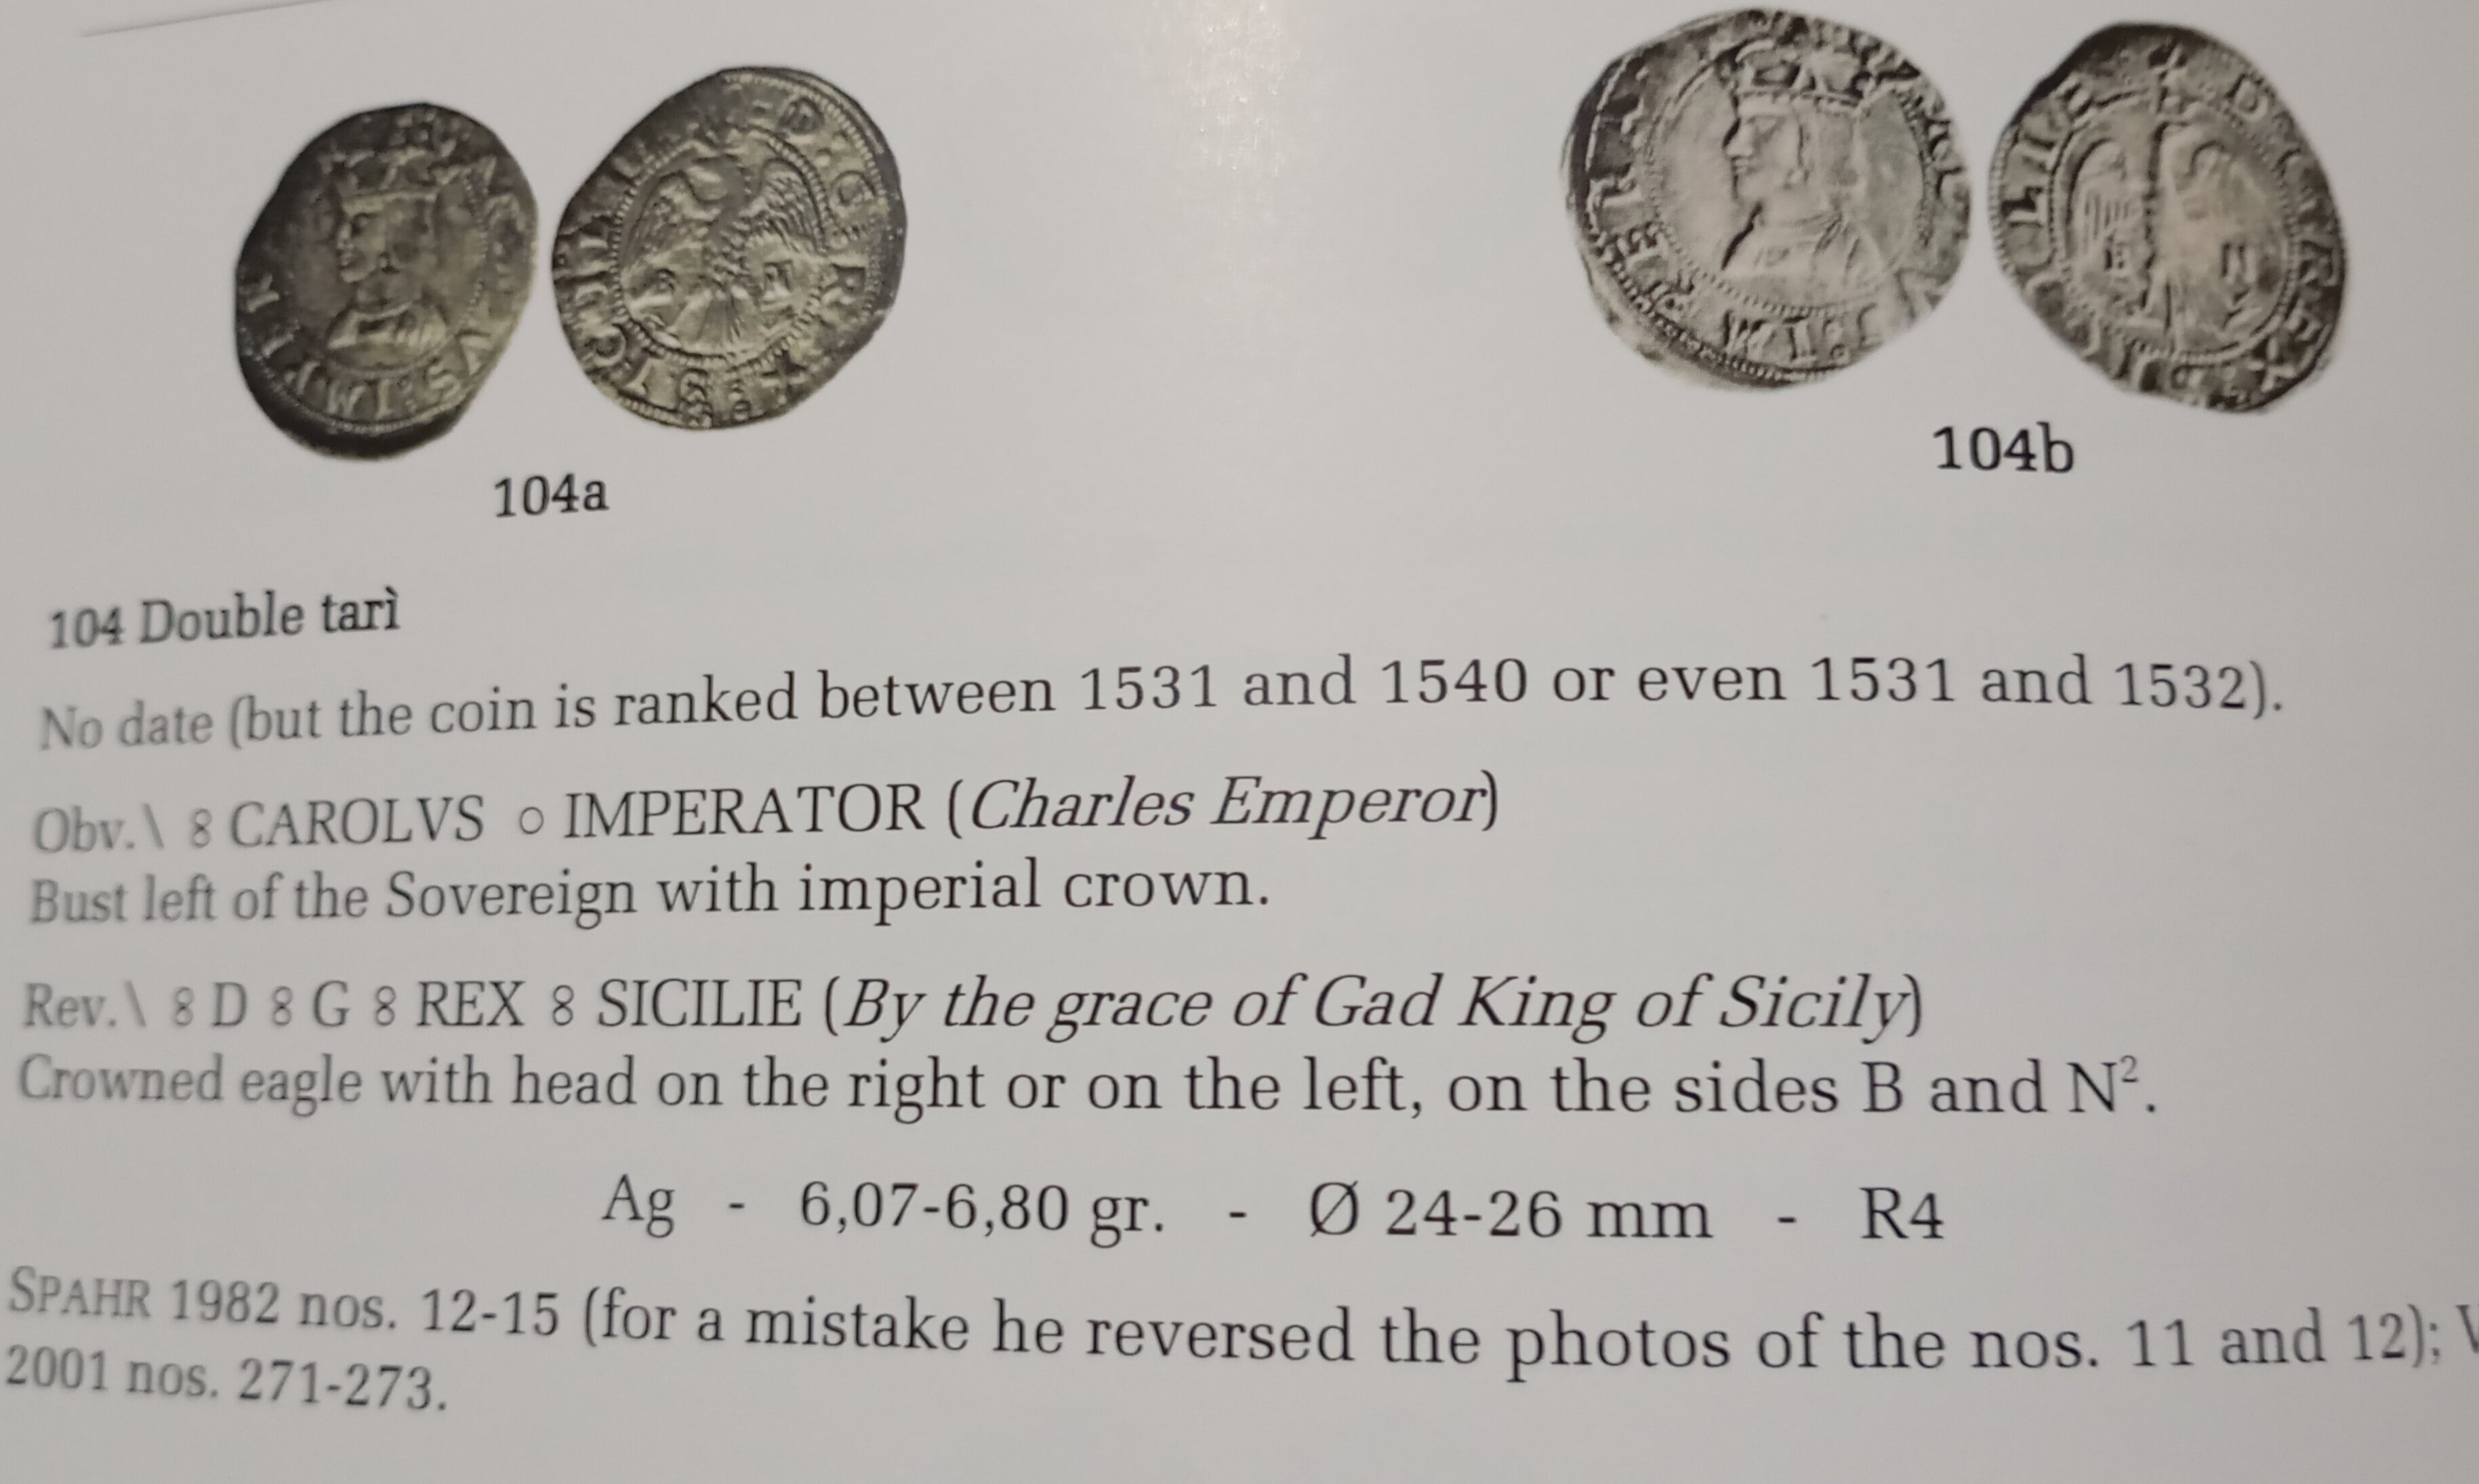 104a
104b
104 Double tarì
No date (but the coin is ranked between 1531 and 1540 or even 1531 and 1532).
Obv.\ 8 CAROLVS ○ IMPERATOR (Charles Emperor)
Bust left of the Sovereign with imperial crown.
Rev.\ 8 D 8 G 8 REX 8 SICILIE (By the grace of Gad King of Sicily)
Crowned eagle with head on the right or on the left, on the sides B and N².
Ag - 6,07-6,80 gr. - Ø 24-26 mm - R4
SPAHR 1982 nos. 12-15 (for a mistake he reversed the photos of the nos. 11 and 12);
2001 nos. 271-273.